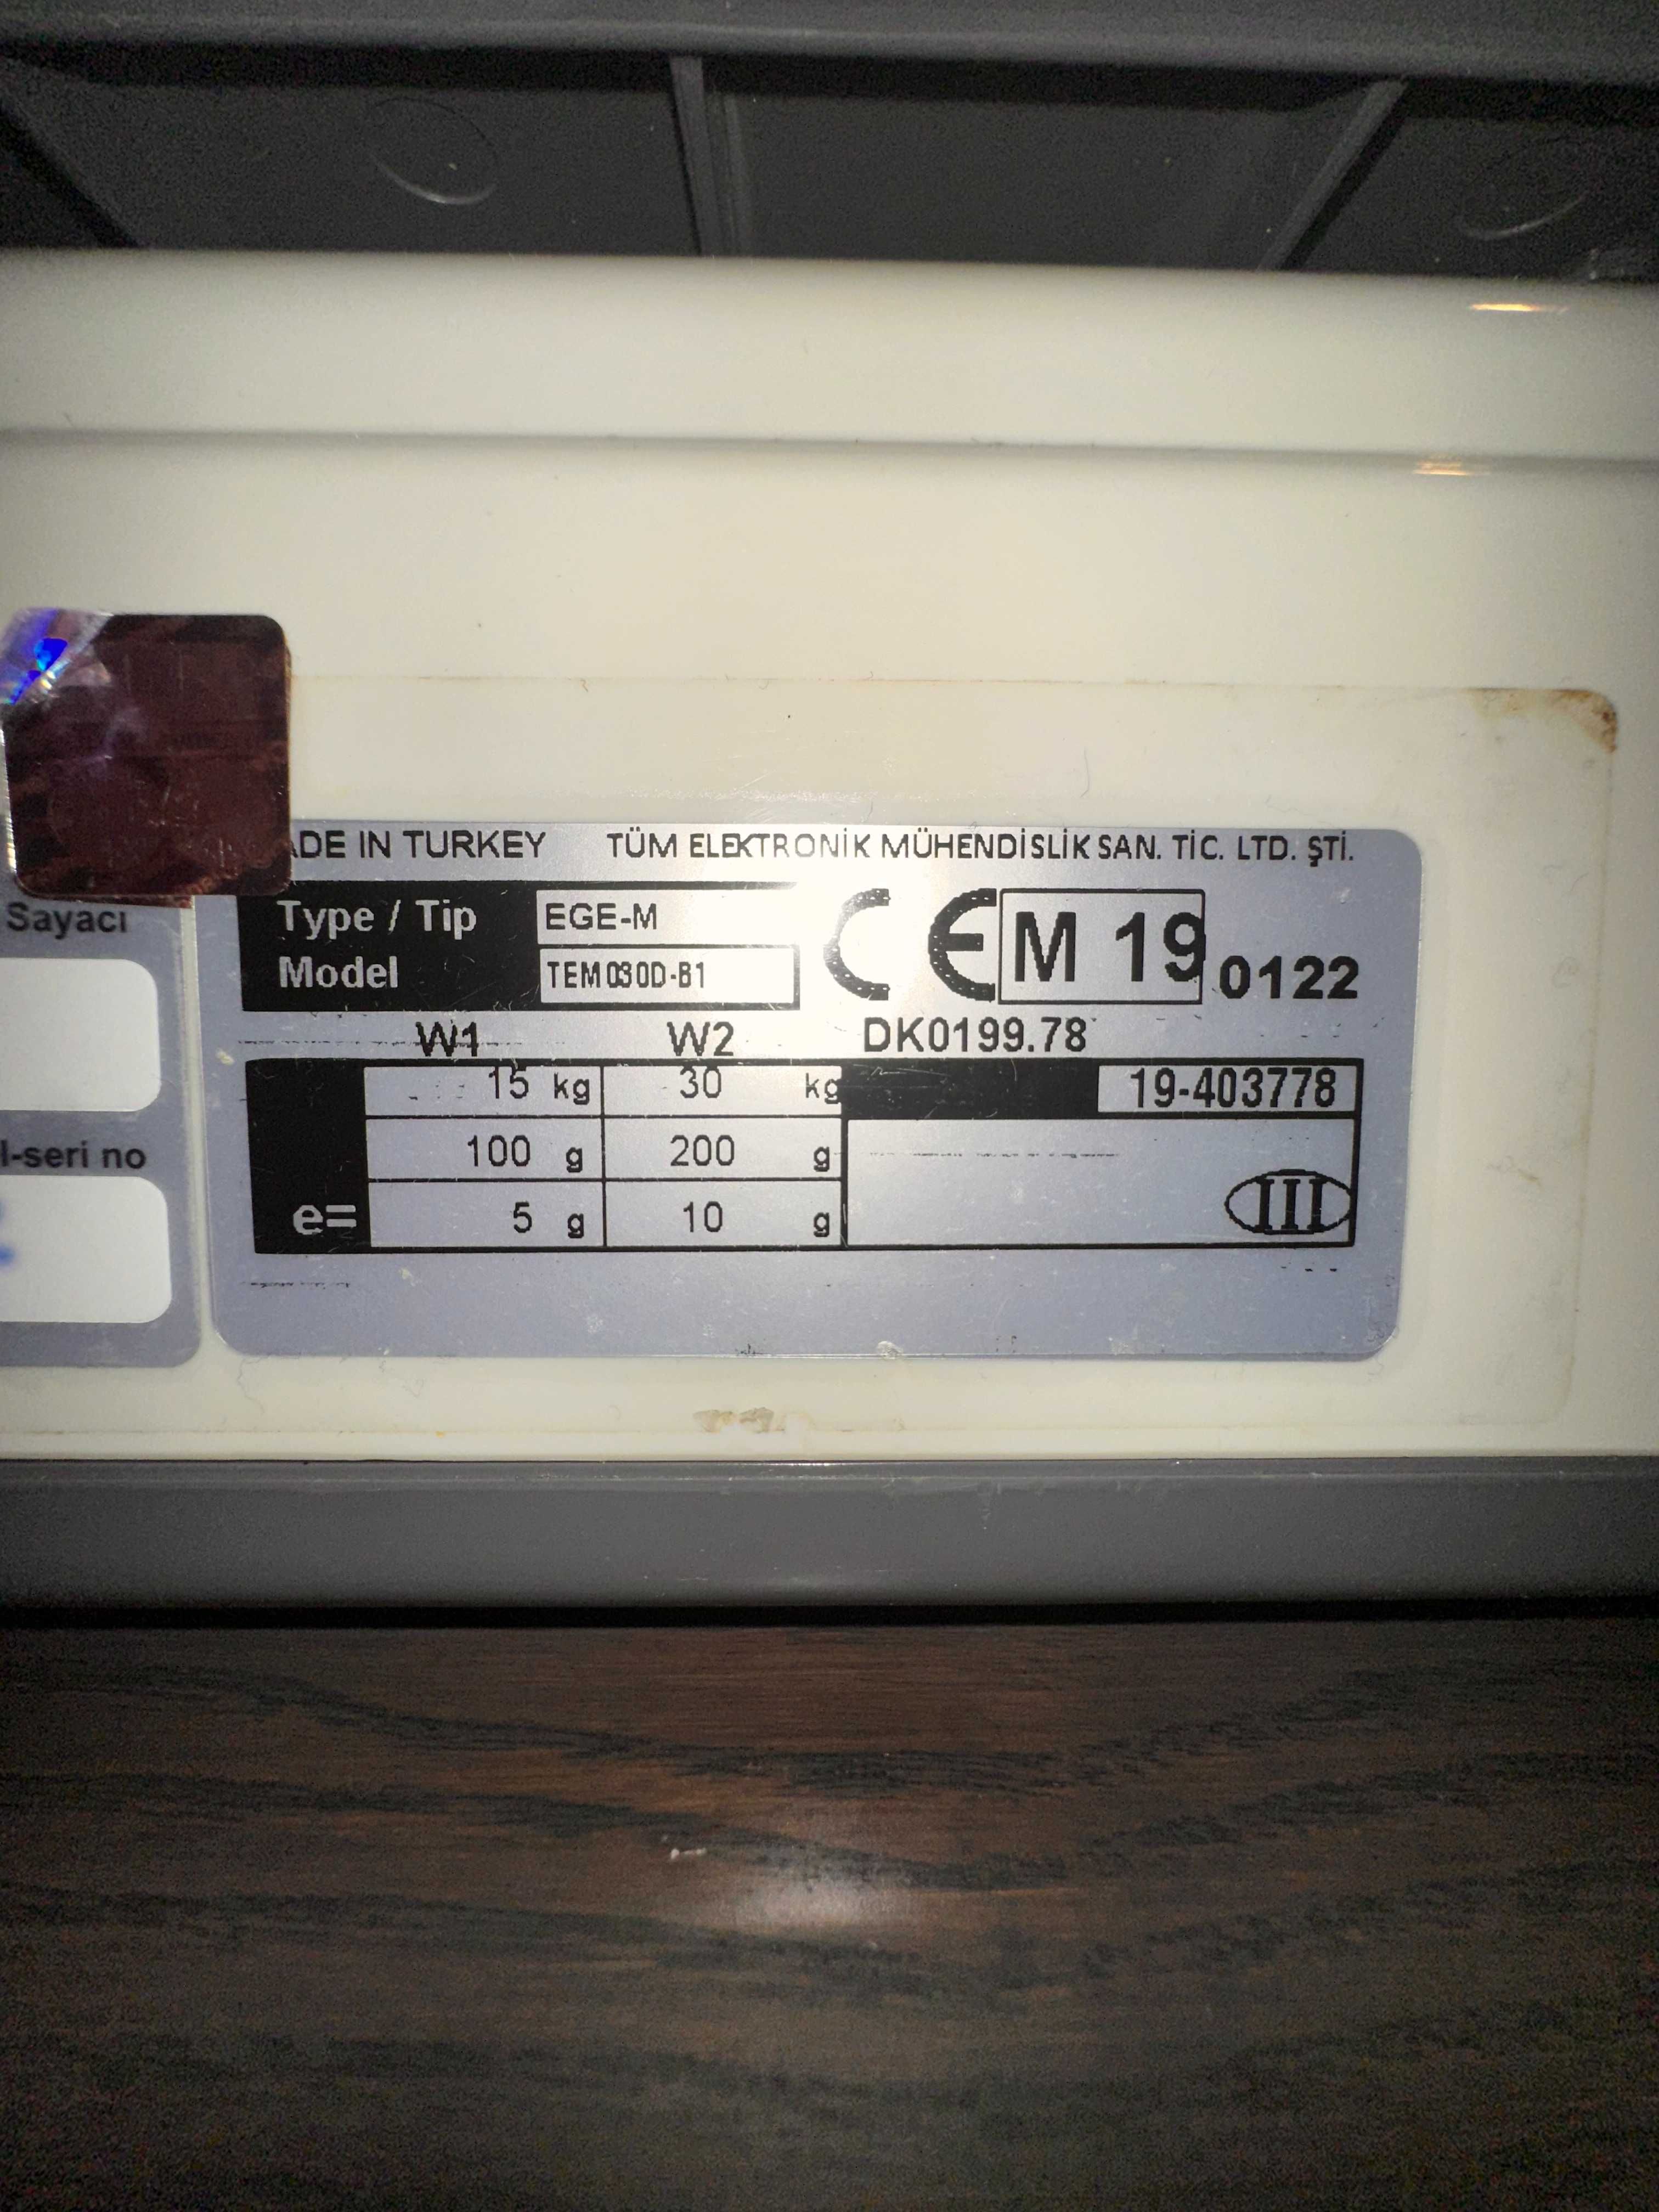 ADE IN TURKEY TÜM ELEKTRONİK MÜHENDİSLİK SAN. TİC. LTD. ŞTİ.
Sayacı
Type / Tip EGE-M
Model TEM030D-B1
CE M 19 0122
W1 W2 DK0199.78
15 kg 30 kg 19-403778
100 g 200 g
l-seri no
e= 5 g 10 g
III